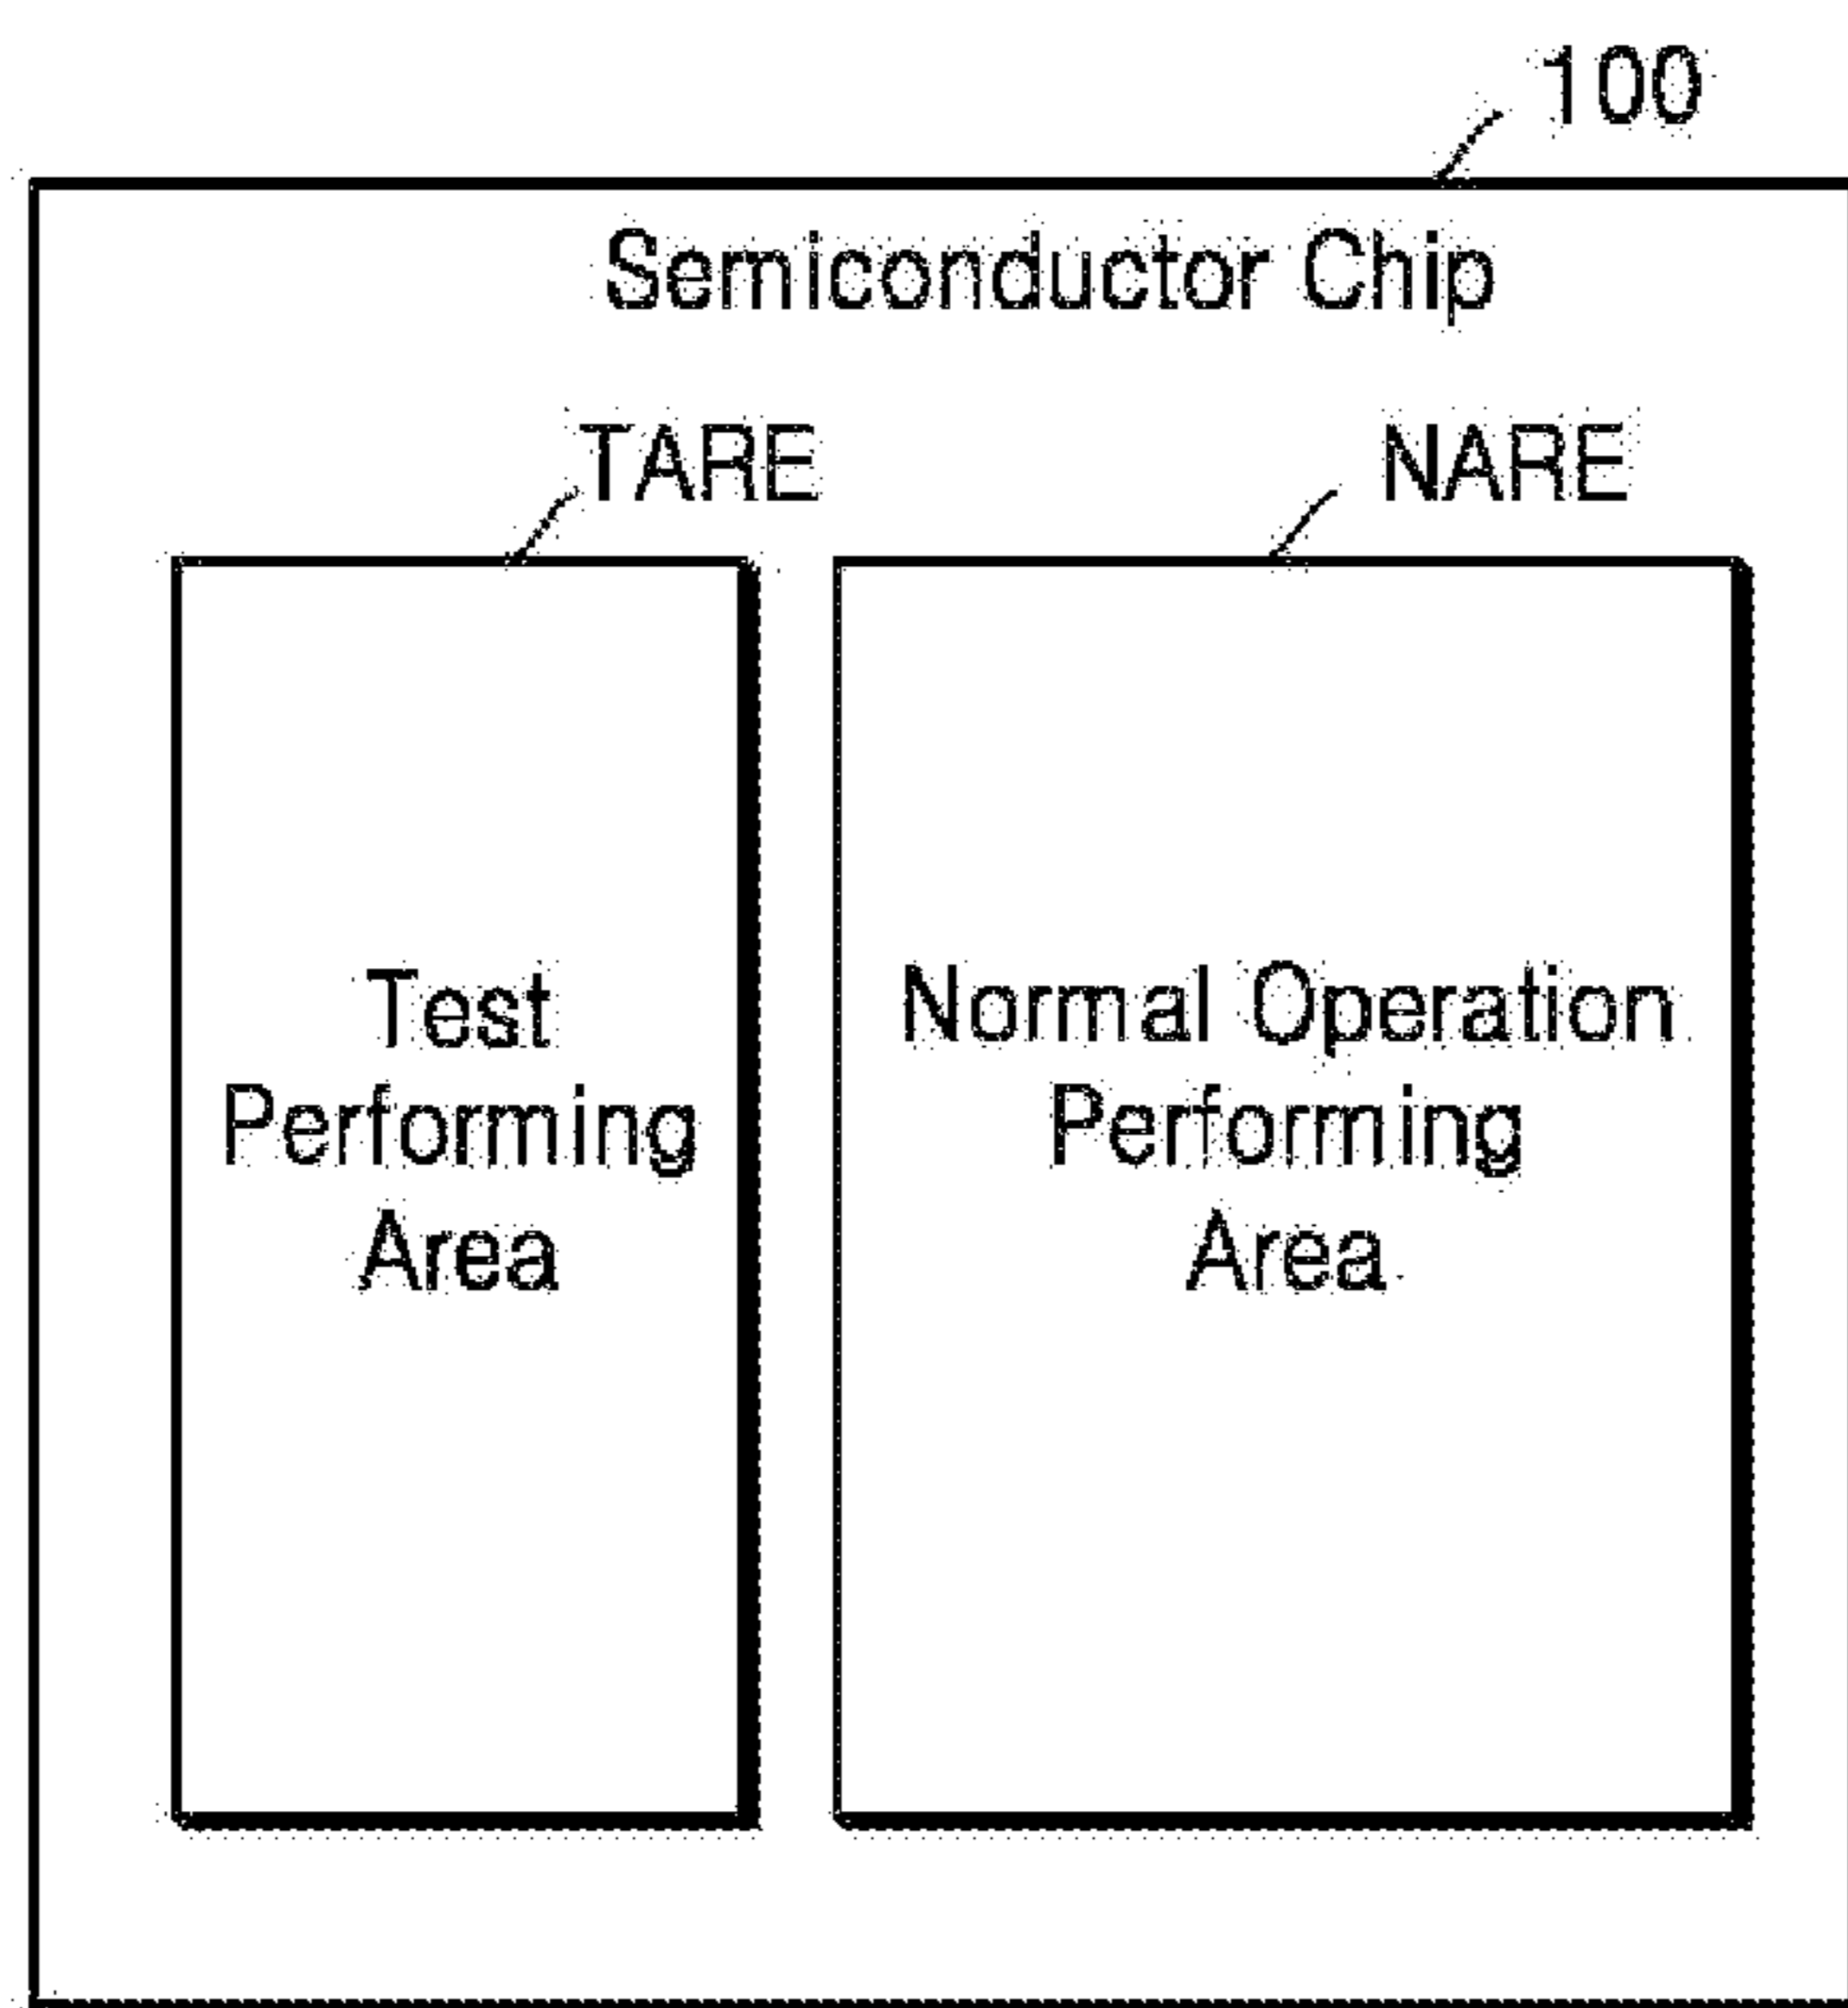 100
Semiconductor Chip
TARE
NARE
Test
Performing
Area
Normal Operation
Performing
Area